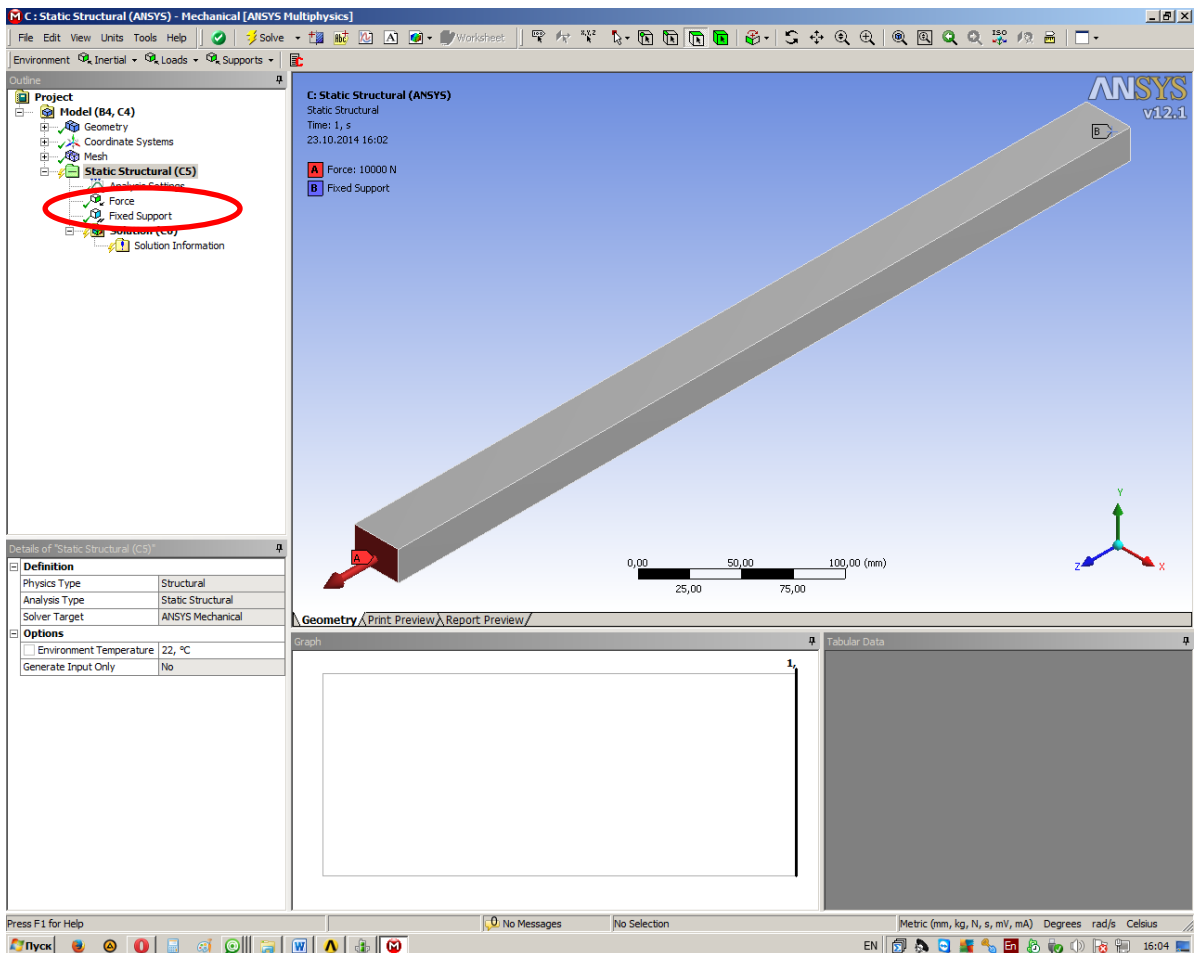 C : Static Structural (ANSYS) - Mechanical [ANSYS Multiphysics]
File Edit View Units Tools Help Solve Worksheet
Environment Inertial Loads Supports
Outline
Project
Model (B4, C4)
Geometry
Coordinate Systems
Mesh
Static Structural (C5)
Analysis Settings
Force
Fixed Support
Solution (C6)
Solution Information
C: Static Structural (ANSYS)
Static Structural
Time: 1, s
23.10.2014 16:02
A Force: 10000 N
B Fixed Support
ANSYS
v12.1
B
A
0,00 50,00 100,00 (mm)
25,00 75,00
Y
Z X
Geometry Print Preview Report Preview
Details of "Static Structural (C5)"
Definition
Physics Type Structural
Analysis Type Static Structural
Solver Target ANSYS Mechanical
Options
Environment Temperature 22, °C
Generate Input Only No
Graph
1,
Tabular Data
Press F1 for Help
0 No Messages
No Selection
Metric (mm, kg, N, s, mV, mA) Degrees rad/s Celsius
Пуск EN 16:04